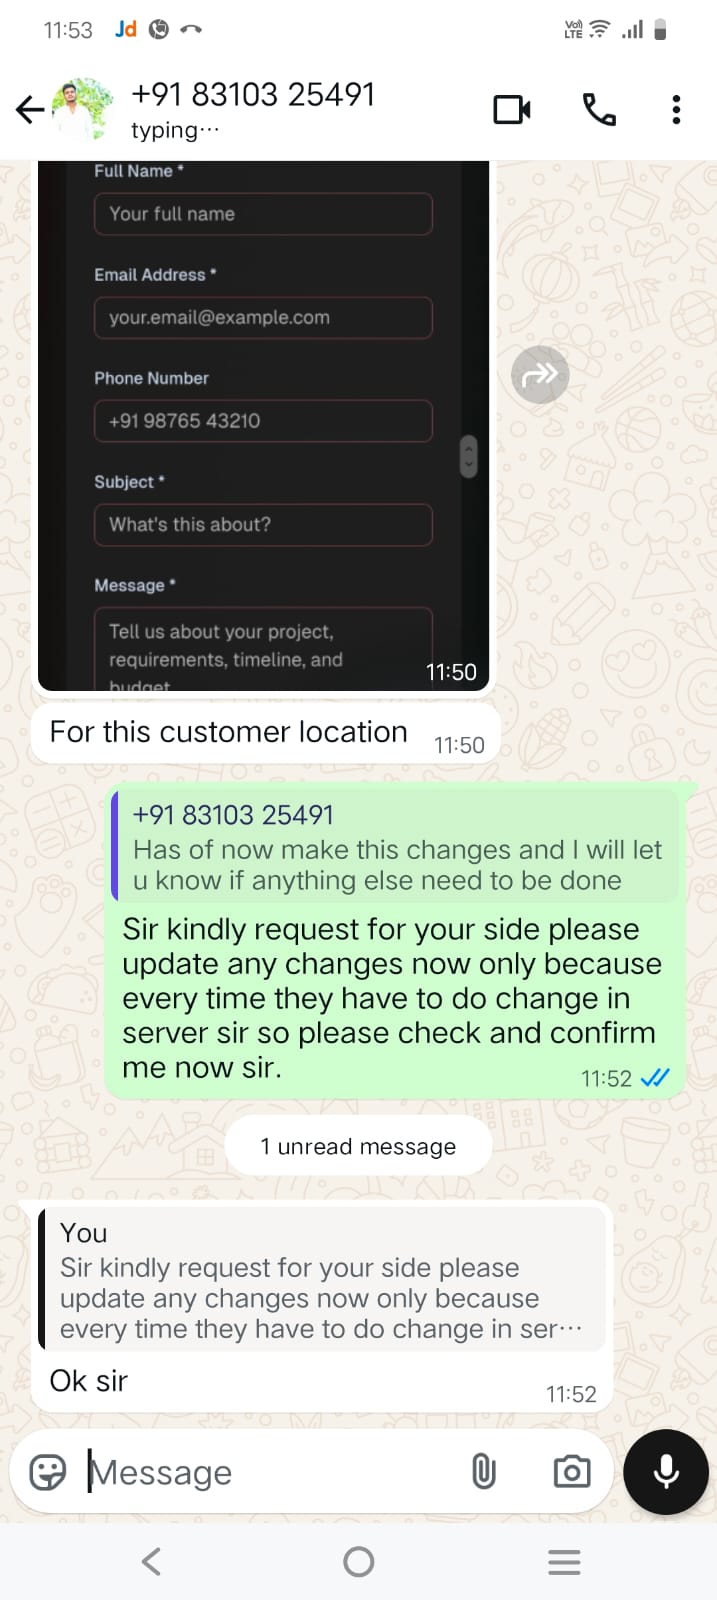 11:53 Jd Vo) LTE
+91 83103 25491
typing...
Full Name *
Your full name
Email Address *
your.email@example.com
Phone Number
+91 98765 43210
Subject *
What's this about?
Message *
Tell us about your project,
requirements, timeline, and
budget
11:50
For this customer location 11:50
+91 83103 25491
Has of now make this changes and I will let
u know if anything else need to be done
Sir kindly request for your side please
update any changes now only because
every time they have to do change in
server sir so please check and confirm
me now sir. 11:52
1 unread message
You
Sir kindly request for your side please
update any changes now only because
every time they have to do change in ser...
Ok sir 11:52
Message